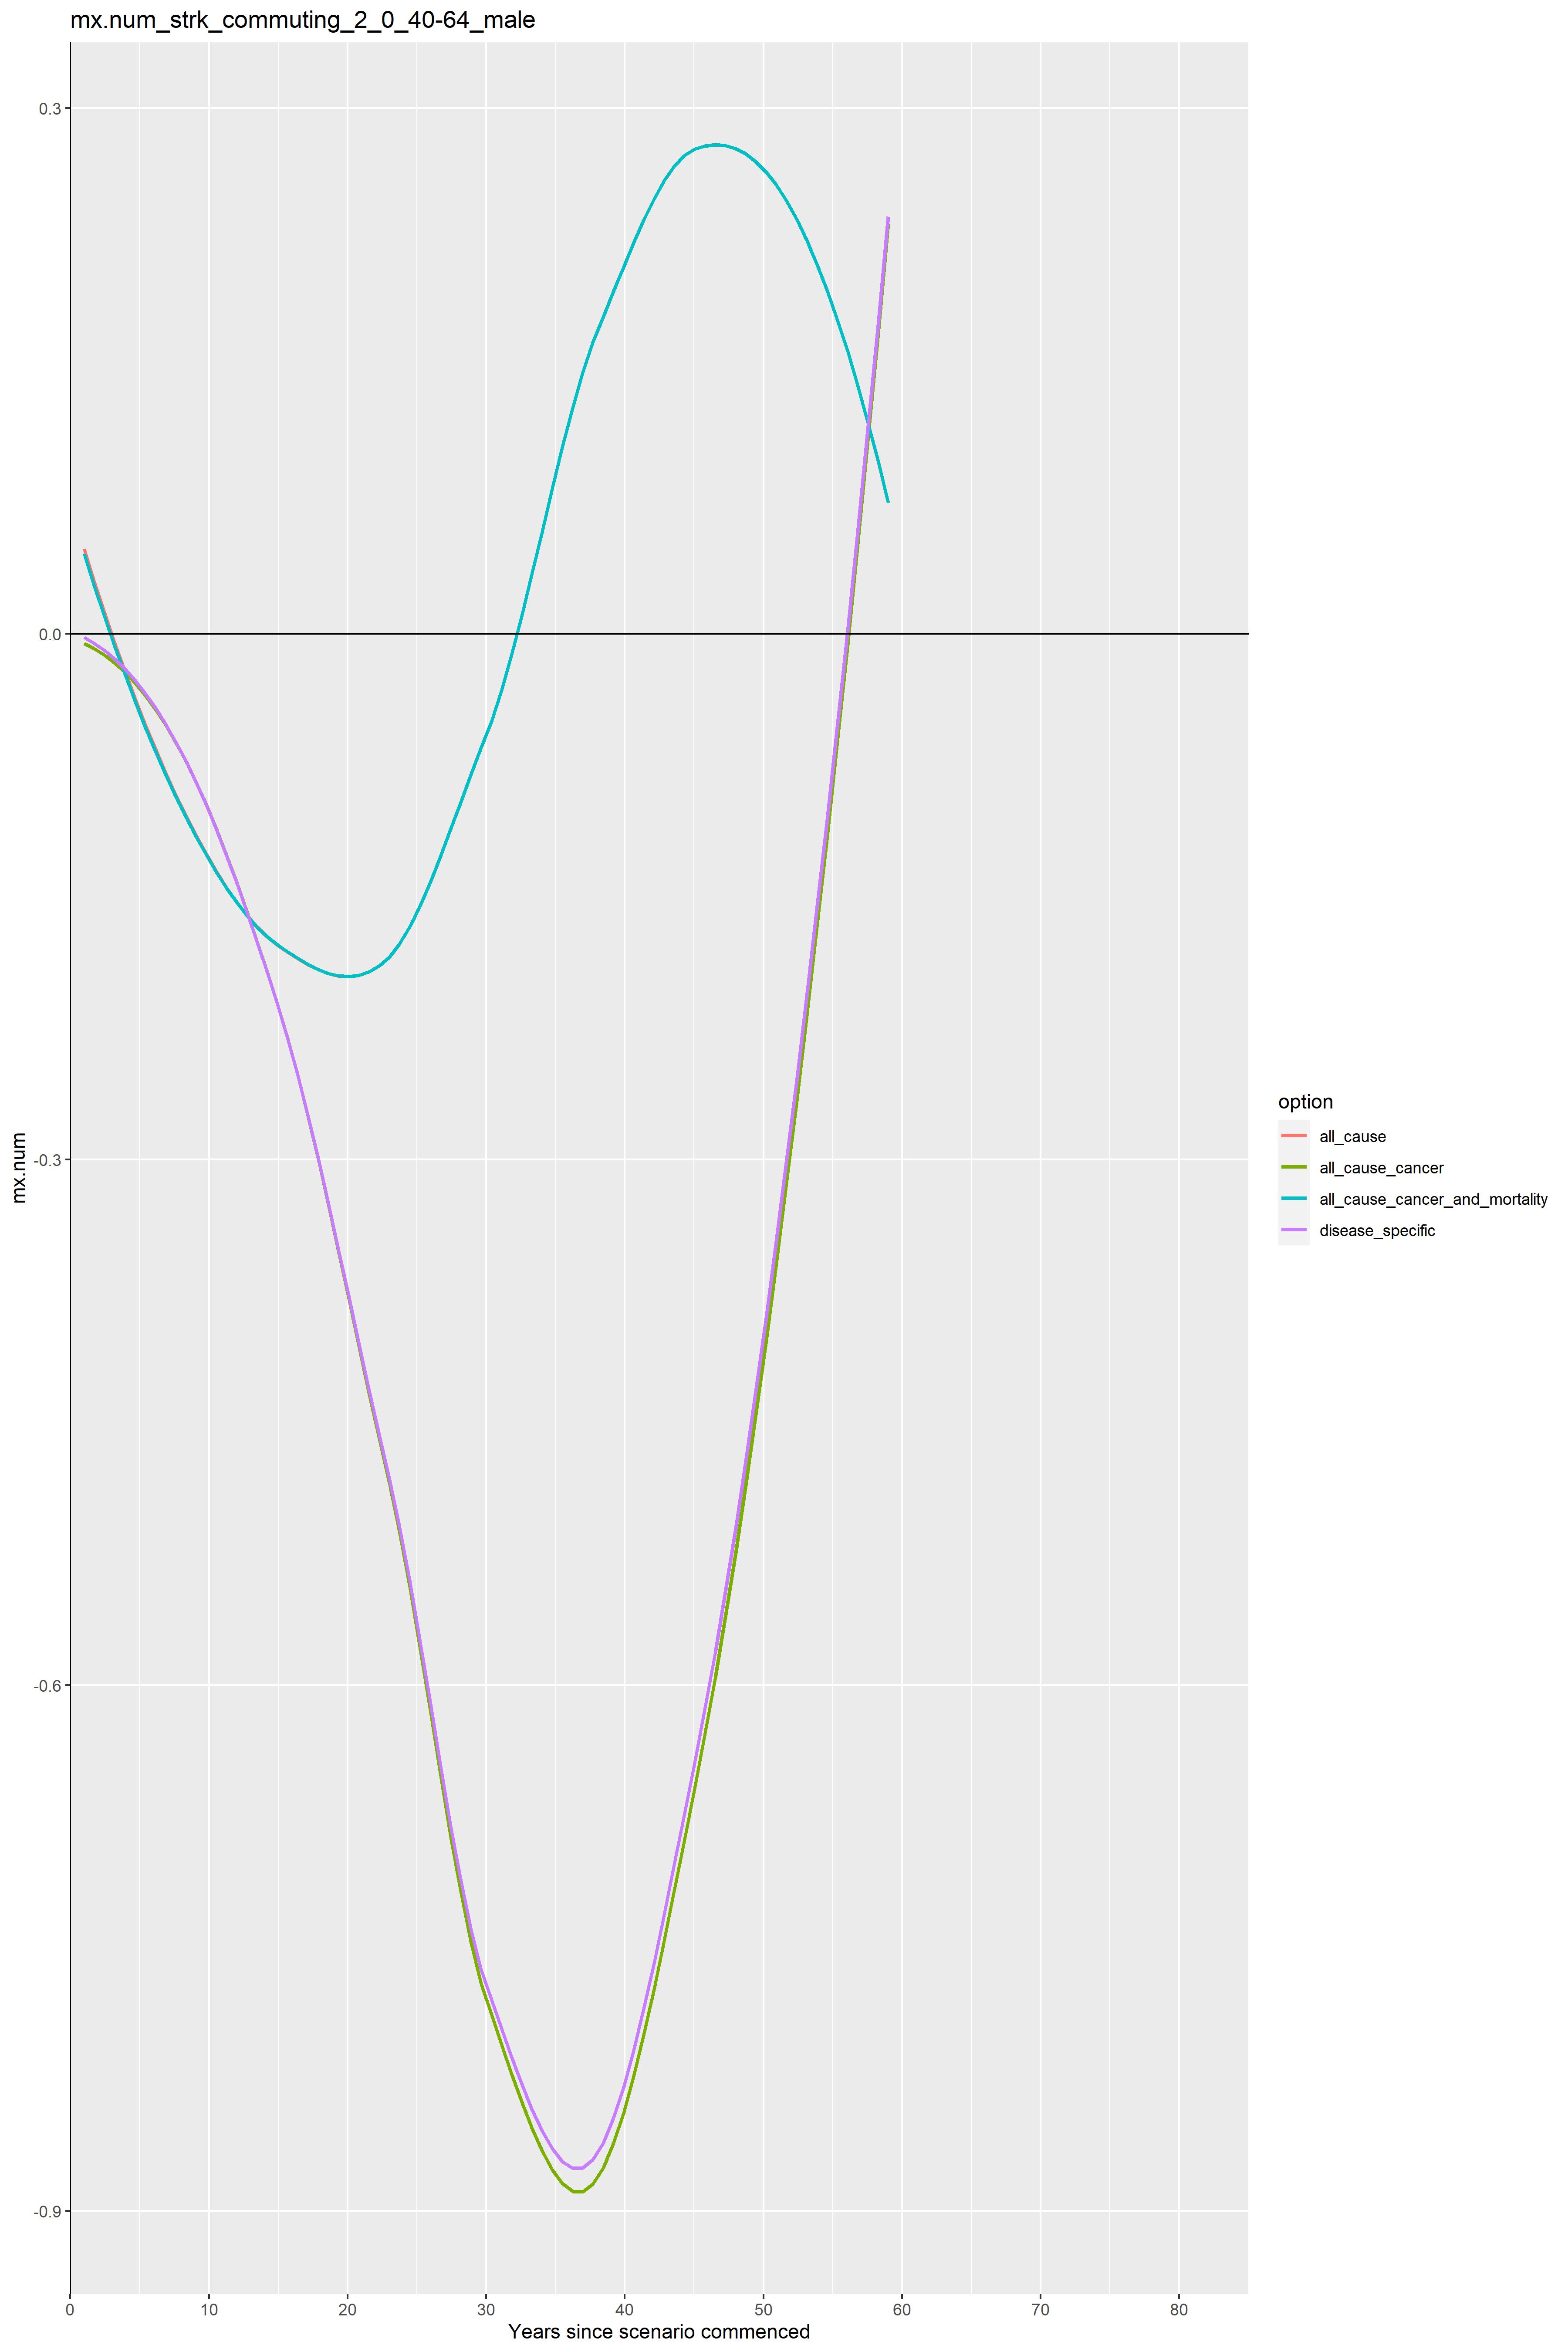 mx.num_strk_commuting_2_0_40-64_male
0.3
0.0
-0.3
-0.6
-0.9
mx.num
0 10 20 30 40 50 60 70 80
Years since scenario commenced
option
all_cause
all_cause_cancer
all_cause_cancer_and_mortality
disease_specific